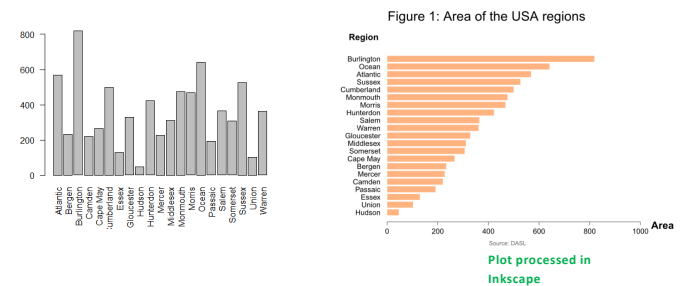 800
600
400
200
0
Atlantic
Bergen
Burlington
Camden
Cape May
umberland
Essex
Gloucester
Hudson
Hunterdon
Mercer
Middlesex
Monmouth
Morris
Ocean
Passaic
Salem
Somerset
Sussex
Union
Warren
Figure 1: Area of the USA regions
Region
Burlington
Ocean
Atlantic
Sussex
Cumberland
Monmouth
Morris
Hunterdon
Salem
Warren
Gloucester
Middlesex
Somerset
Cape May
Bergen
Mercer
Camden
Passaic
Essex
Union
Hudson
0 200 400 600 800 1000
Area
Source: DASL
Plot processed in
Inkscape